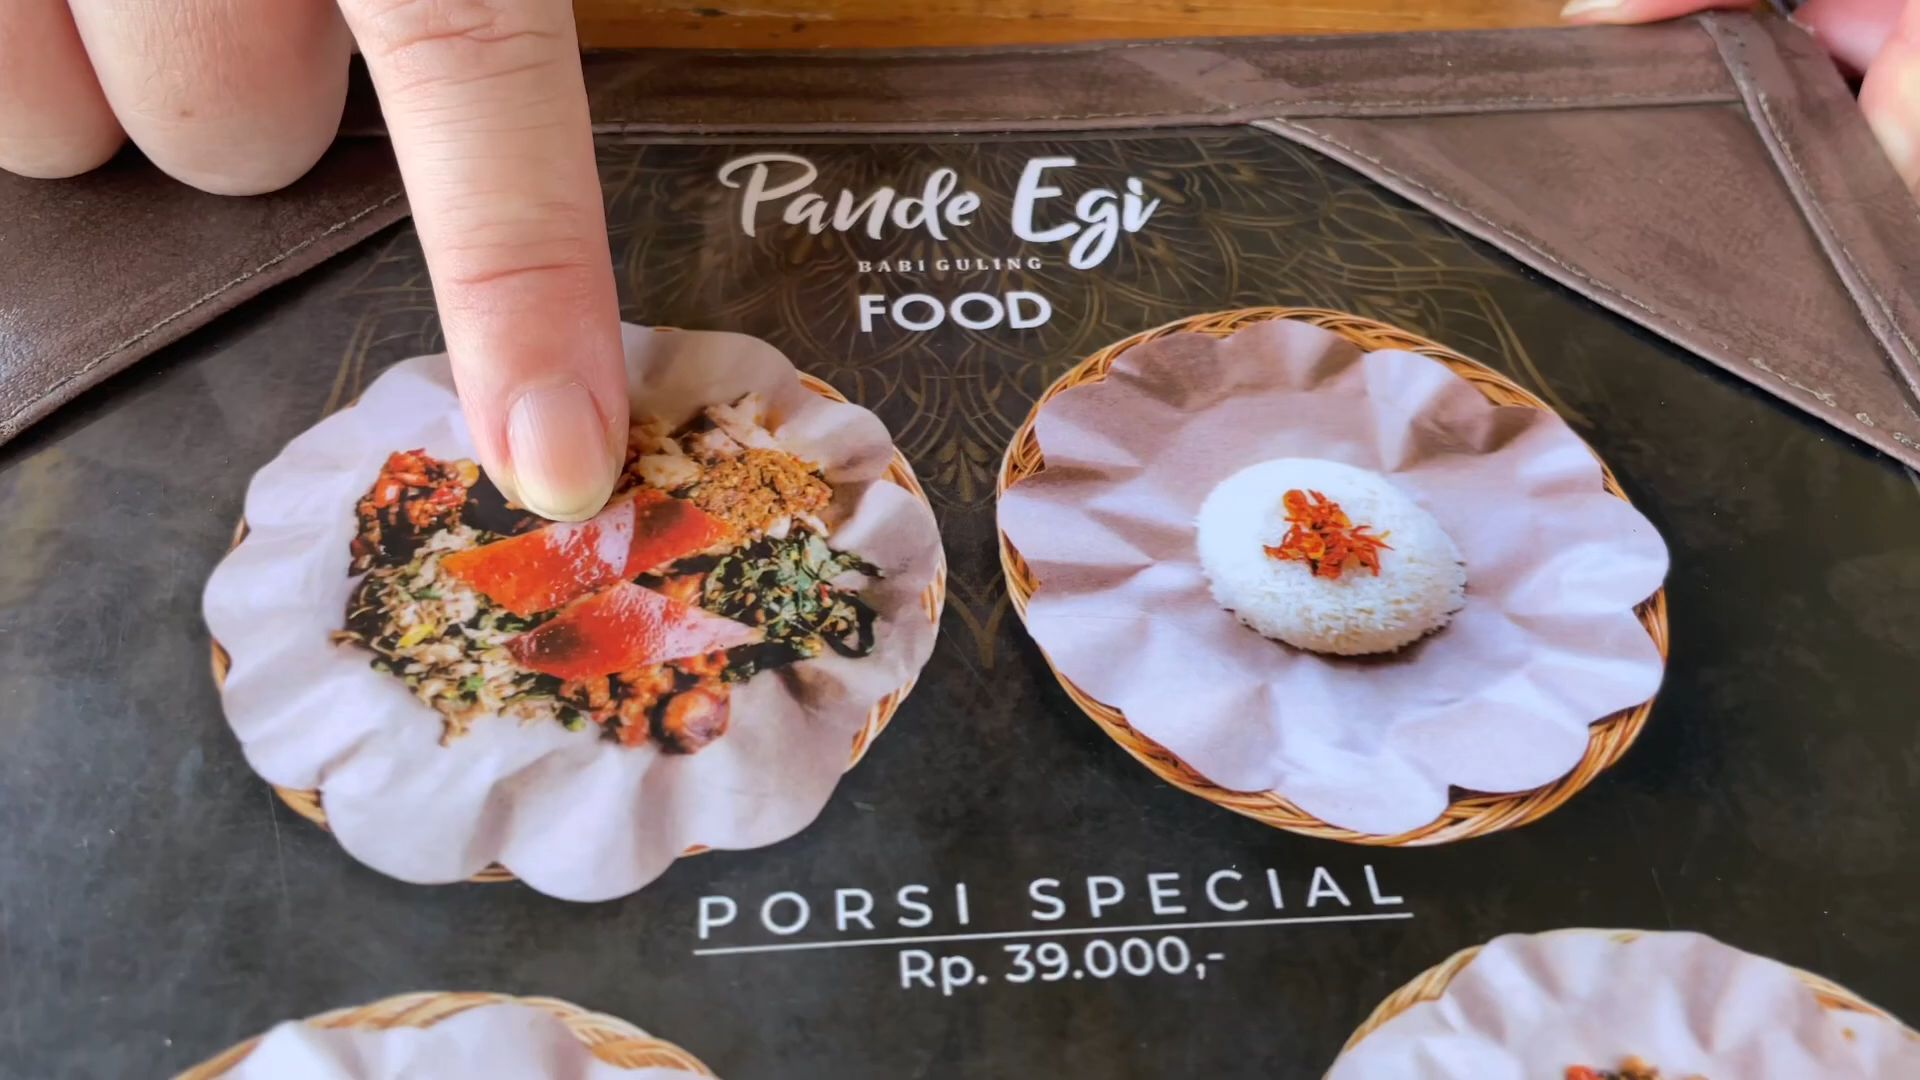 Pande Egi
BABI GULING
FOOD
PORSI SPECIAL
Rp. 39.000,-